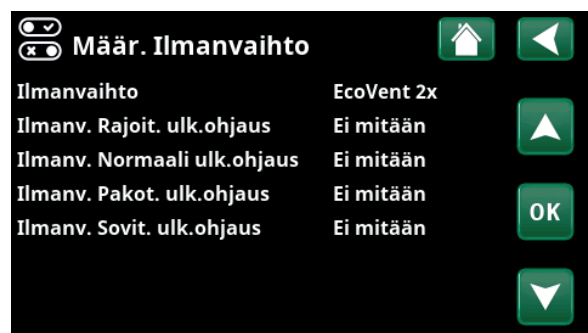 Määr. Ilmanvaihto
Ilmanvaihto EcoVent 2x
Ilmanv. Rajoit. ulk.ohjaus Ei mitään
Ilmanv. Normaali ulk.ohjaus Ei mitään
Ilmanv. Pakot. ulk.ohjaus Ei mitään
Ilmanv. Sovit. ulk.ohjaus Ei mitään
OK